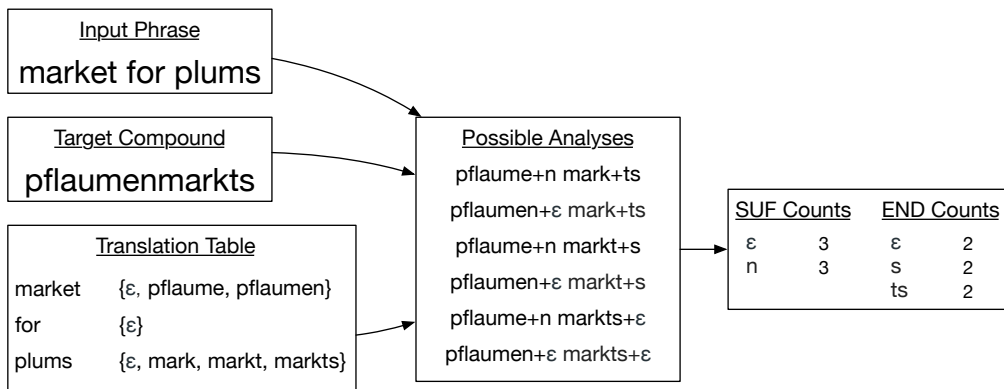 Input Phrase
market for plums
Target Compound
pflaumenmarkts
Translation Table
market {ε, pflaume, pflaumen}
for {ε}
plums {ε, mark, markt, markts}
Possible Analyses
pflaume+n mark+ts
pflaumen+ε mark+ts
pflaume+n markt+s
pflaumen+ε markt+s
pflaume+n markts+ε
pflaumen+ε markts+ε
SUF Counts END Counts
ε 3 ε 2
n 3 s 2
ts 2